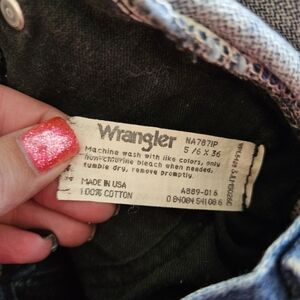 Wrangler NA787IP
5/6 X 36
Machine wash with like colors, only
non-chlorine bleach when needed,
tumble dry, remove promptly.
MADE IN USA A889-016
100% COTTON 0 84084 54108 6